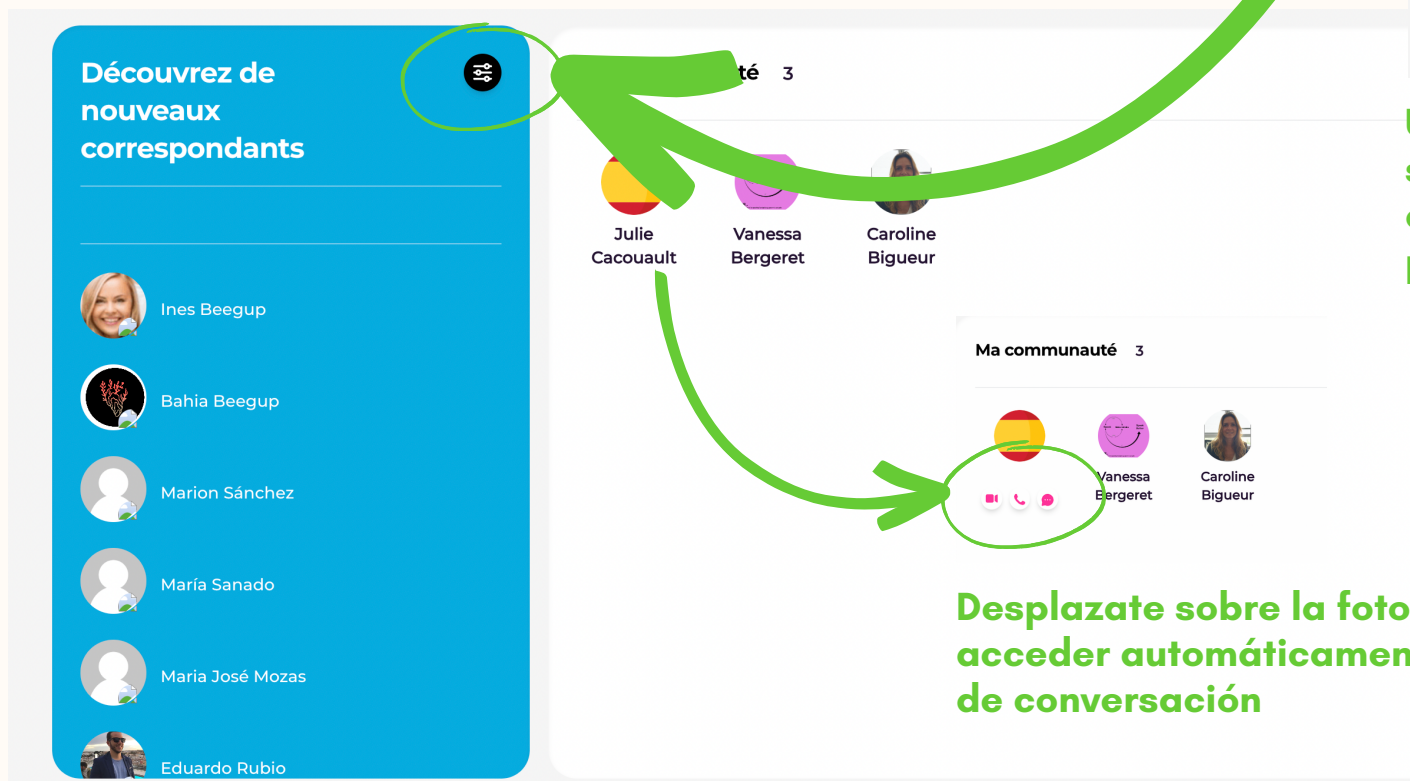 Découvrez de
nouveaux
correspondants
Ines Beegup
Bahia Beegup
Marion Sánchez
María Sanado
Maria José Mozas
Eduardo Rubio
té 3
Julie
Cacouault
Vanessa
Bergeret
Caroline
Bigueur
Ma communauté 3
Vanessa
Bergeret
Caroline
Bigueur
Desplazate sobre la foto
acceder automáticamen
de conversación